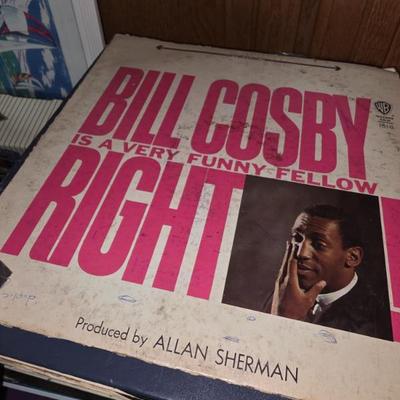 BILL COSBY
IS A VERY FUNNY FELLOW
RIGHT!
Produced by ALLAN SHERMAN